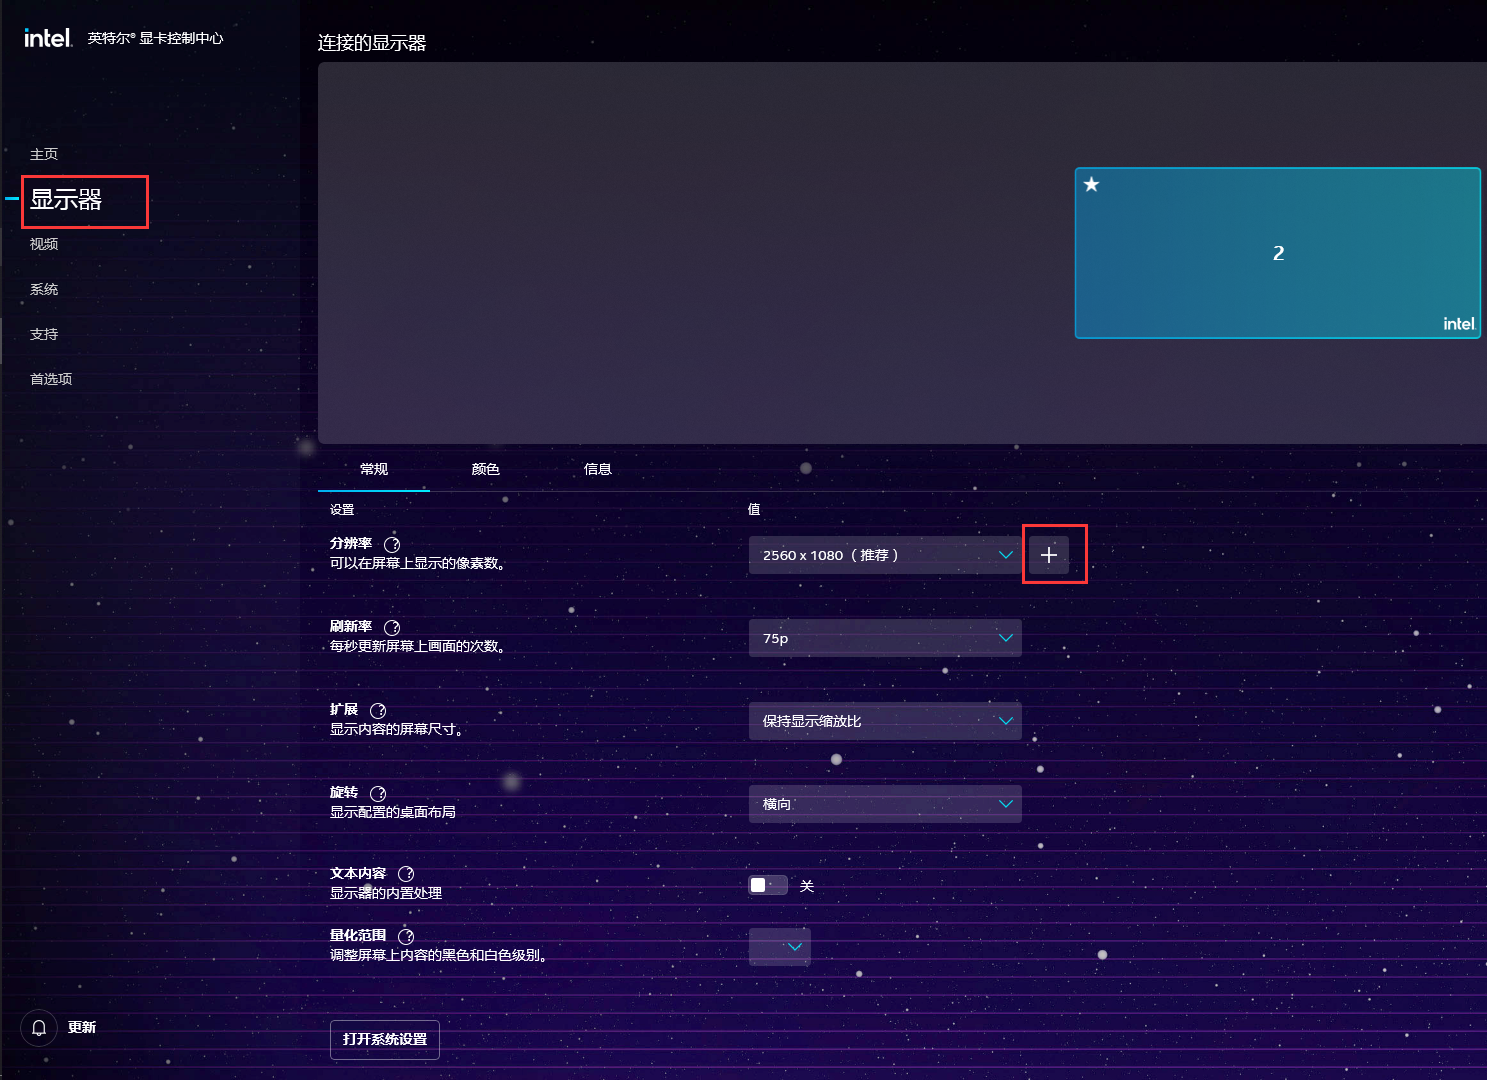 intel. 英特尔® 显卡控制中心
主页
显示器
视频
系统
支持
首选项
更新
连接的显示器
2
intel.
常规 颜色 信息
设置 值
分辨率 ?
可以在屏幕上显示的像素数。
2560 x 1080（推荐）
刷新率 ?
每秒更新屏幕上画面的次数。
75p
扩展 ?
显示内容的屏幕尺寸。
保持显示缩放比
旋转 ?
显示配置的桌面布局
横向
文本内容 ?
显示器的内置处理
关
量化范围 ?
调整屏幕上内容的黑色和白色级别。
打开系统设置